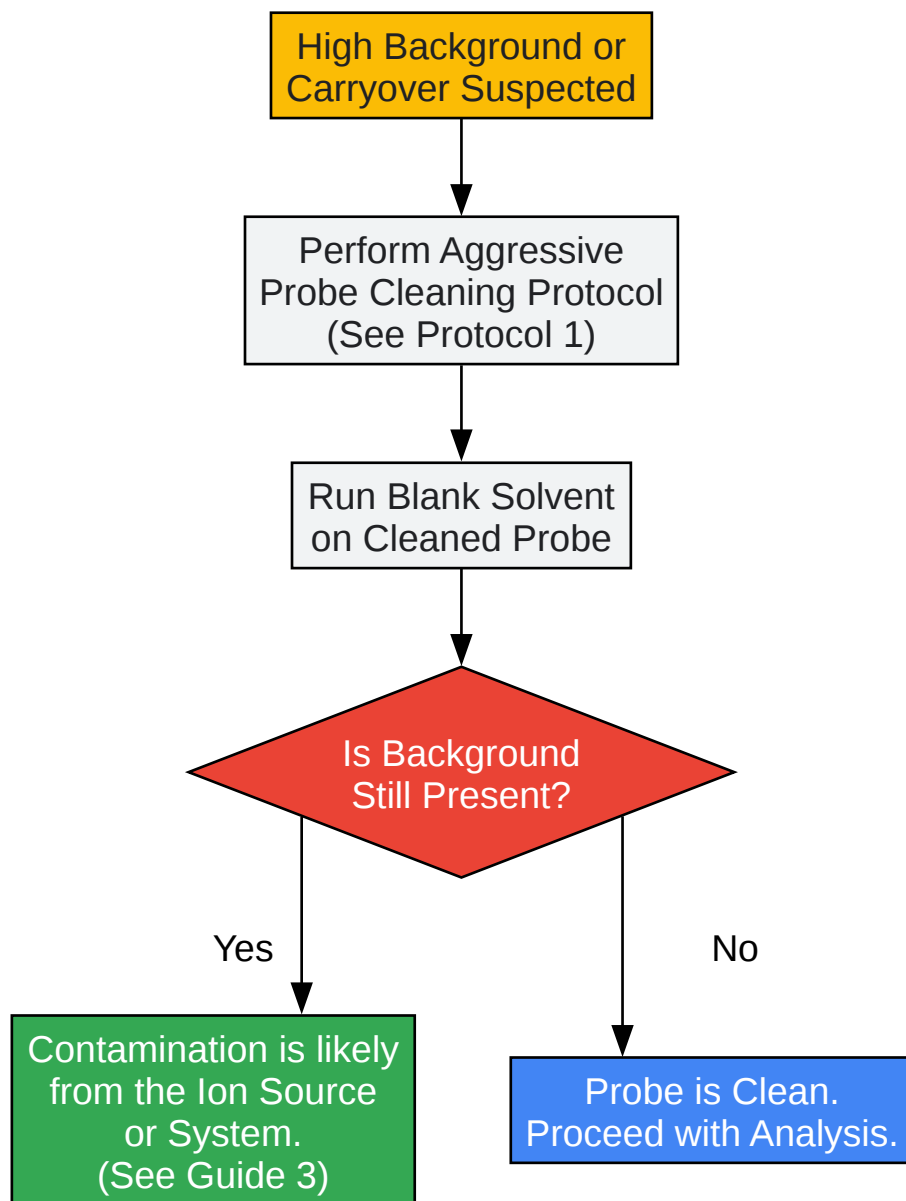 High Background or
Carryover Suspected
Perform Aggressive
Probe Cleaning Protocol
(See Protocol 1)
Run Blank Solvent
on Cleaned Probe
Is Background
Still Present?
Yes
No
Contamination is likely
from the Ion Source
or System.
(See Guide 3)
Probe is Clean.
Proceed with Analysis.